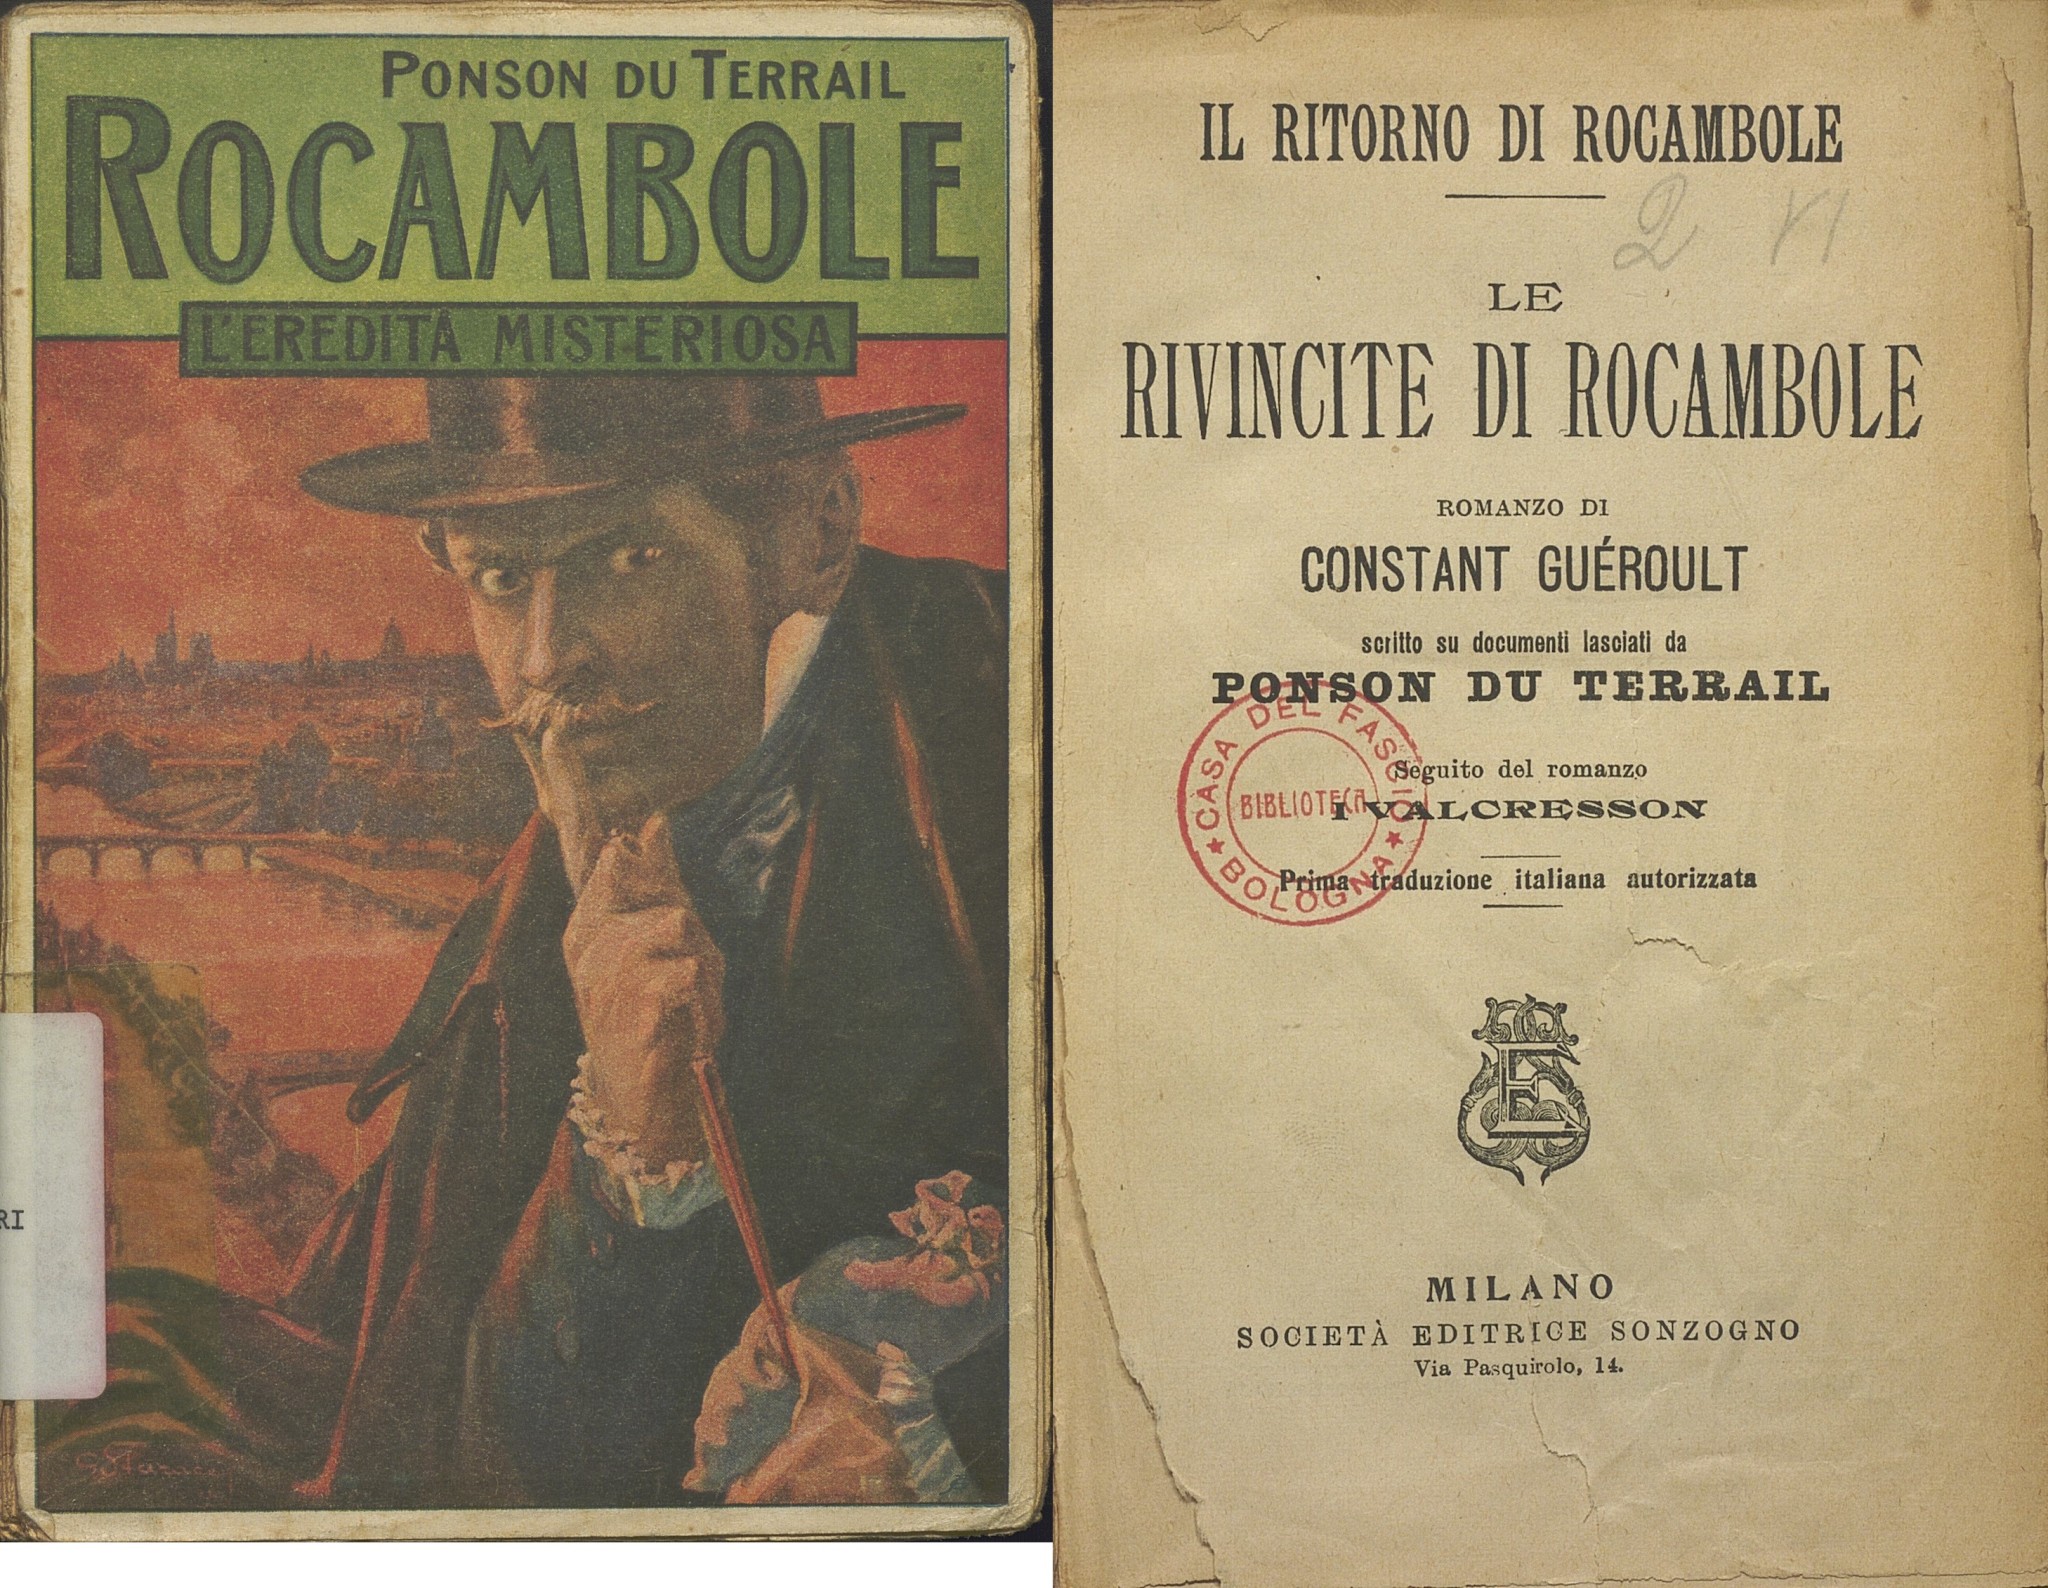 PONSON DU TERRAIL
ROCAMBOLE
L'EREDITÀ MISTERIOSA
RI
IL RITORNO DI ROCAMBOLE
2 VI
LE
RIVINCITE DI ROCAMBOLE
ROMANZO DI
CONSTANT GUÉROULT
scritto su documenti lasciati da
PONSON DU TERRAIL
CASA DEL FASCIO
BIBLIOTECA
★ BOLOGNA ★
Seguito del romanzo
I VALCRESSON
Prima traduzione italiana autorizzata
E
MILANO
SOCIETÀ EDITRICE SONZOGNO
Via Pasquirolo, 14.